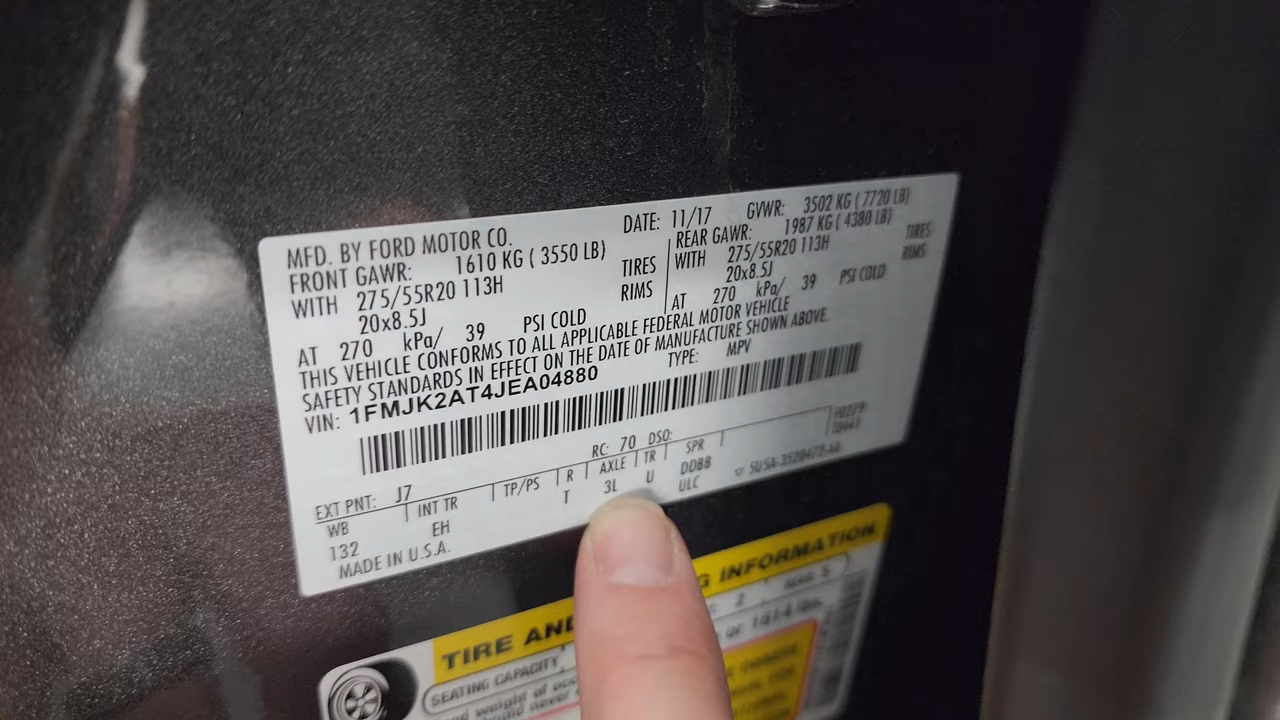 MFD. BY FORD MOTOR CO. DATE: 11/17 GVWR: 3502 KG ( 7720 LB)
FRONT GAWR: 1610 KG ( 3550 LB) REAR GAWR: 1987 KG ( 4380 LB)
WITH 275/55R20 113H TIRES WITH 275/55R20 113H TIRES
20x8.5J RIMS 20x8.5J RIMS
AT 270 kPa/ 39 PSI COLD AT 270 kPa/ 39 PSI COLD
THIS VEHICLE CONFORMS TO ALL APPLICABLE FEDERAL MOTOR VEHICLE
SAFETY STANDARDS IN EFFECT ON THE DATE OF MANUFACTURE SHOWN ABOVE.
VIN: 1FMJK2AT4JEA04880 TYPE: MPV
EXT PNT: J7 RC: 70 DSO:
WB INT TR TP/PS R AXLE TR SPR
132 EH T 3L U DDBB
ULC
MADE IN U.S.A.
TIRE AND G INFORMATION
SEATING CAPACITY 2